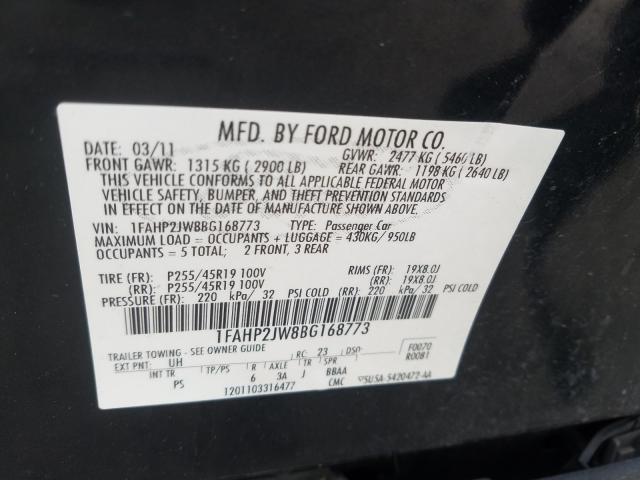 MFD. BY FORD MOTOR CO.
DATE: 03/11 GVWR: 2477 KG ( 5460 LB)
FRONT GAWR: 1315 KG ( 2900 LB) REAR GAWR: 1198 KG ( 2640 LB)
THIS VEHICLE CONFORMS TO ALL APPLICABLE FEDERAL MOTOR
VEHICLE SAFETY, BUMPER, AND THEFT PREVENTION STANDARDS
IN EFFECT ON THE DATE OF MANUFACTURE SHOWN ABOVE.
VIN: 1FAHP2JW8BG168773 TYPE: Passenger Car
MAXIMUM LOAD = OCCUPANTS + LUGGAGE = 430KG/ 950LB
OCCUPANTS = 5 TOTAL; 2 FRONT, 3 REAR
TIRE (FR): P255/45R19 100V RIMS (FR): 19X8.0J
(RR): P255/45R19 100V (RR): 19X8.0J
PRESSURE (FR): 220 kPa/ 32 PSI COLD (RR): 220 kPa/ 32 PSI COLD
1FAHP2JW8BG168773
TRAILER TOWING - SEE OWNER GUIDE
EXT PNT: UH RC: 23 DSO: F0070
R0081
INT TR TP/PS R AXLE TR SPR
PS 6 3A J BBAA
1201103316477 CMC ▽5U5A-5420472-AA